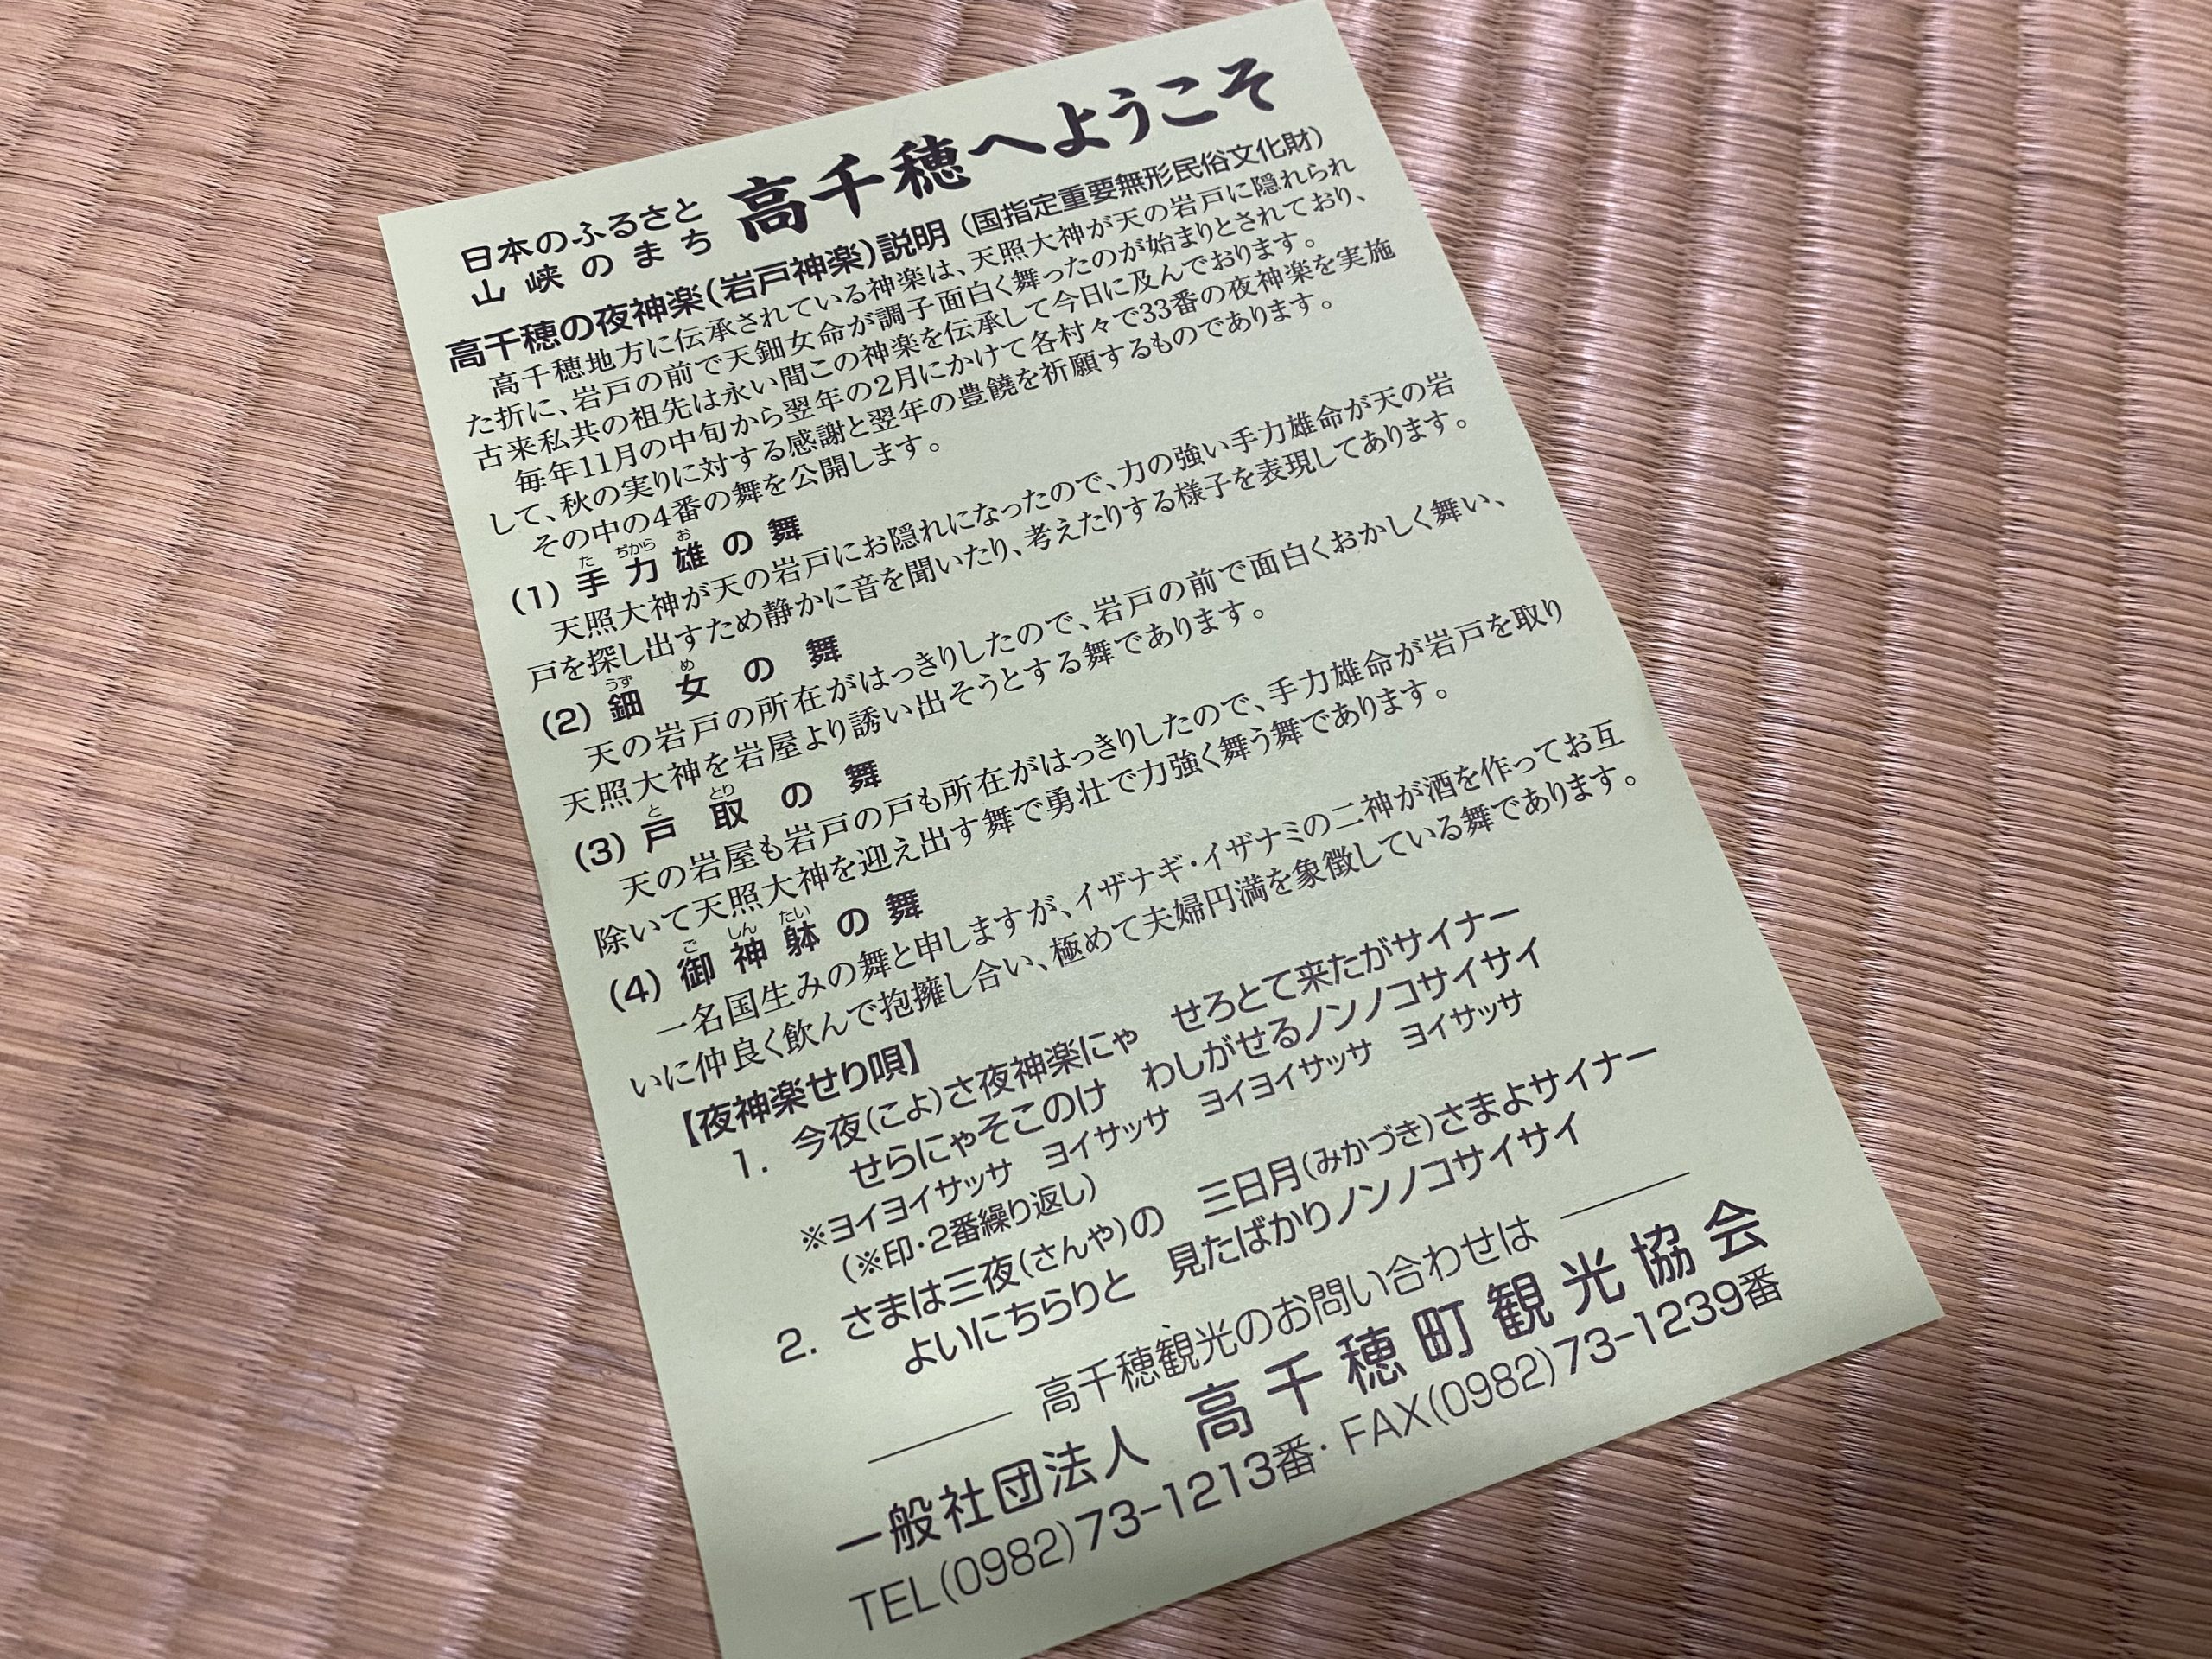 日本のふるさと
山峡のまち
高千穂へようこそ
高千穂の夜神楽(岩戸神楽)説明(国指定重要無形民俗文化財)
高千穂地方に伝承されている神楽は、天照大神が天の岩戸に隠れられ
た折に、岩戸の前で天鈿女命が調子面白く舞ったのが始まりとされており、
古来私共の祖先は永い間この神楽を伝承して今日に及んでおります。
毎年11月の中旬から翌年の2月にかけて各村々で33番の夜神楽を実施
して、秋の実りに対する感謝と翌年の豊饒を祈願するものであります。
その中の4番の舞を公開します。
た ぢから お
(1)手力雄の舞
天照大神が天の岩戸にお隠れになったので、力の強い手力雄命が天の岩
戸を探し出すため静かに音を聞いたり、考えたりする様子を表現してあります。
うず め
(2)鈿女の舞
天の岩戸の所在がはっきりしたので、岩戸の前で面白くおかしく舞い、
天照大神を岩屋より誘い出そうとする舞であります。
と とり
(3)戸取の舞
天の岩屋も岩戸の戸も所在がはっきりしたので、手力雄命が岩戸を取り
除いて天照大神を迎え出す舞で勇壮で力強く舞う舞であります。
ご しん たい
(4)御神躰の舞
一名国生みの舞と申しますが、イザナギ・イザナミの二神が酒を作ってお互
いに仲良く飲んで抱擁し合い、極めて夫婦円満を象徴している舞であります。
【夜神楽せり唄】
1. 今夜(こよ)さ夜神楽にゃ せろとて来たがサイナー
せらにゃそこのけ わしがせるノンノコサイサイ
※ヨイヨイサッサ ヨイサッサ ヨイヨイサッサ ヨイサッサ
(※印・2番繰り返し)
2. さまは三夜(さんや)の 三日月(みかづき)さまよサイナー
よいにちらりと 見たばかりノンノコサイサイ
高千穂観光のお問い合わせは
一般社団法人 高千穂町観光協会
TEL(0982)73-1213番・FAX(0982)73-1239番